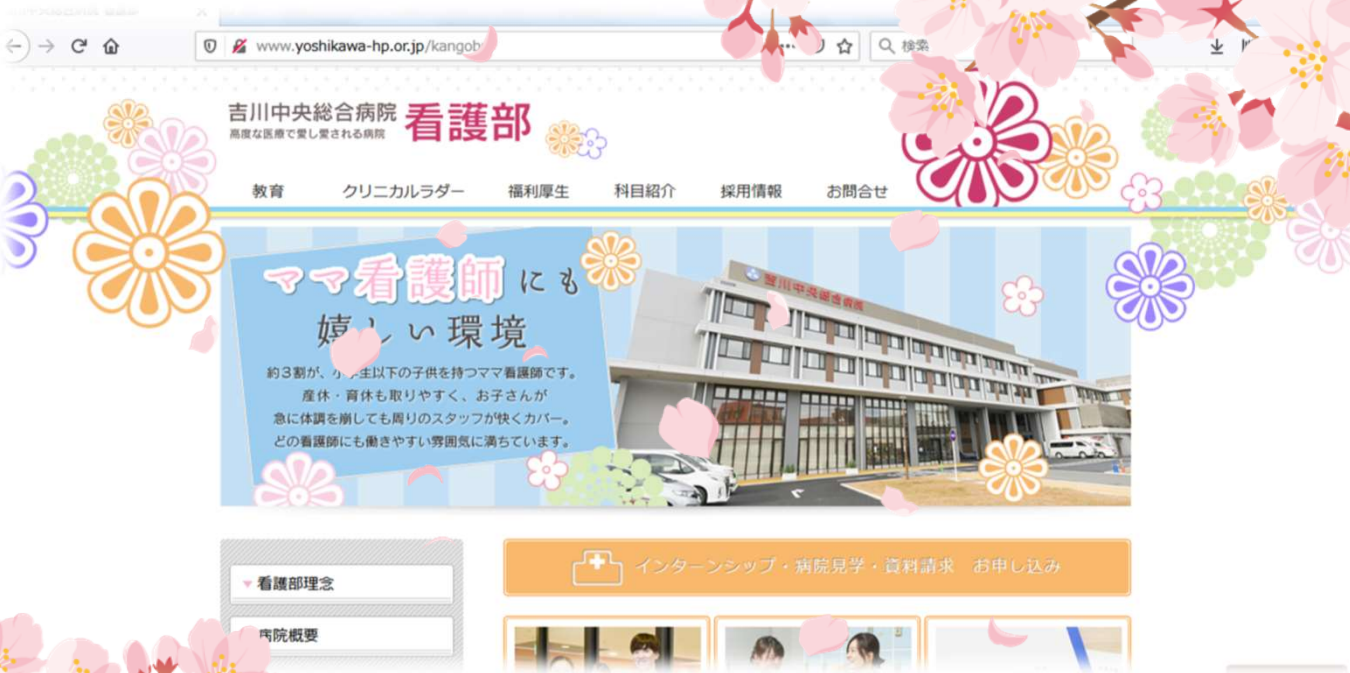 www.yoshikawa-hp.or.jp/kangob
検索
吉川中央総合病院 看護部
高度な医療で愛し愛される病院
教育 クリニカルラダー 福利厚生 科目紹介 採用情報 お問合せ
ママ看護師にも
嬉しい環境
約3割が、小学生以下の子供を持つママ看護師です。
産休・育休も取りやすく、お子さんが
急に体調を崩しても周りのスタッフが快くカバー。
どの看護師にも働きやすい雰囲気に満ちています。
吉川中央総合病院
インターンシップ・病院見学・資料請求 お申し込み
看護部理念
病院概要